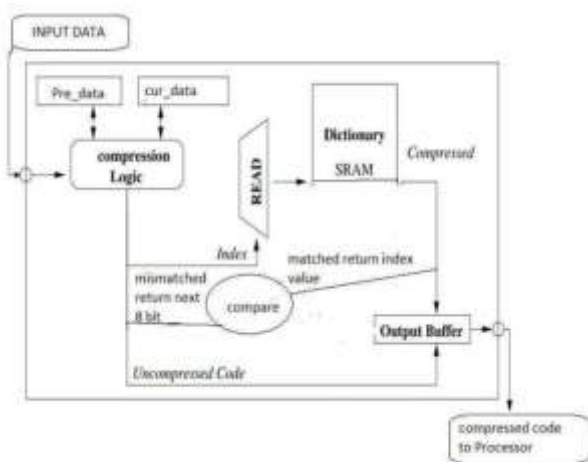 INPUT DATA
Pre_data
cur_data
compression
Logic
READ
Dictionary
SRAM
Compressed
Index
mismatched
return next
8 bit
compare
matched return index
value
Output Buffer
Uncompressed Code
compressed code
to Processor